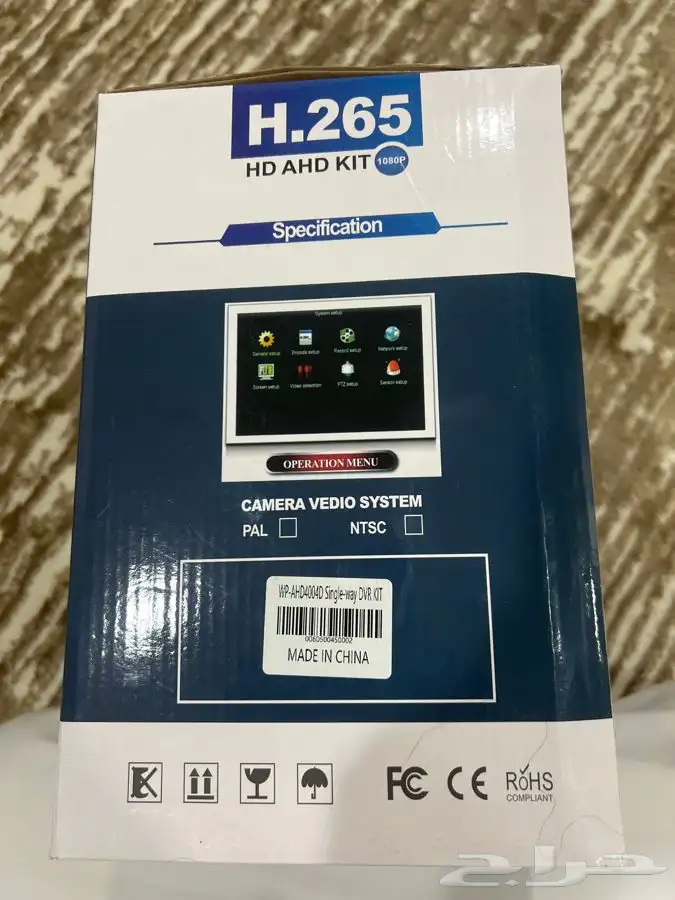 H.265
HD AHD KIT 1080P
Specification
System setup
General setup Encode setup Record setup Network setup
Screen setup Video detection PTZ setup Sensor setup
OPERATION MENU
CAMERA VEDIO SYSTEM
PAL NTSC
WP-AHD4004D Single-way DVR KIT
0060900450002
MADE IN CHINA
FC CE RoHS
COMPLIANT
حراج